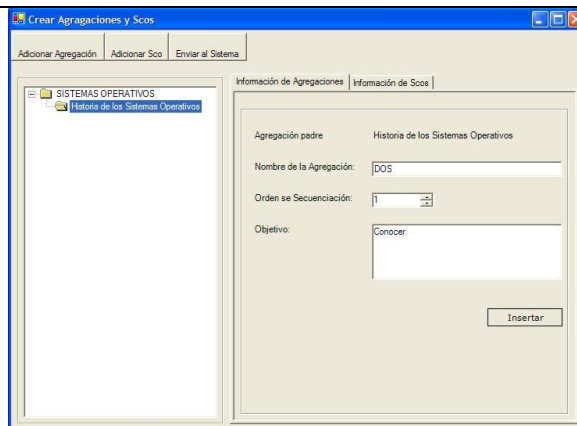 Crear Agragaciones y Scos
Adicionar Agregación Adicionar Sco Enviar al Sistema
SISTEMAS OPERATIVOS
Historia de los Sistemas Operativos
Información de Agregaciones Información de Scos
Agregación padre Historia de los Sistemas Operativos
Nombre de la Agregación: DOS
Orden se Secuenciación: 1
Objetivo: Conocer
Insertar